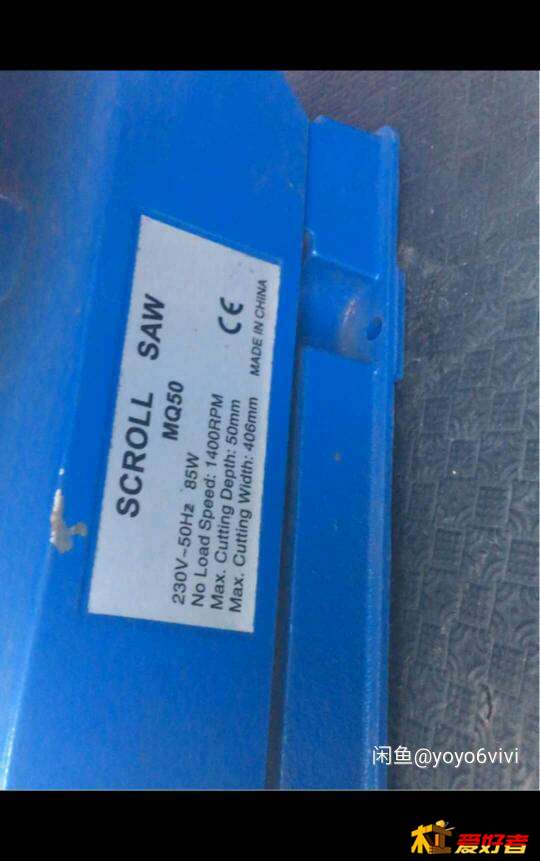 SCROLL SAW
MQ50
230V~50Hz 85W
No Load Speed: 1400RPM
Max. Cutting Depth: 50mm
Max. Cutting Width: 406mm
CE
MADE IN CHINA
闲鱼@yoyo6vivi
爱好者